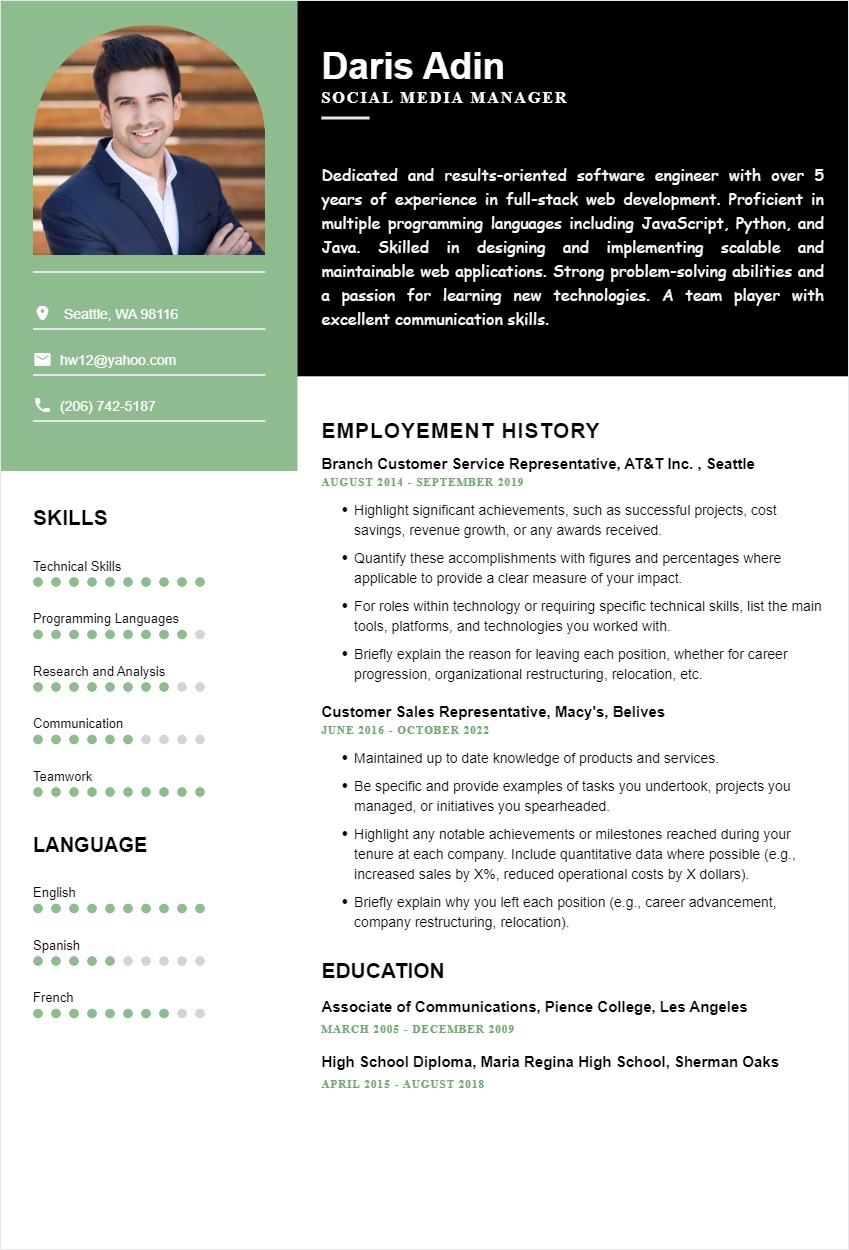 Daris Adin
SOCIAL MEDIA MANAGER
Dedicated and results-oriented software engineer with over 5
years of experience in full-stack web development. Proficient in
multiple programming languages including JavaScript, Python, and
Java. Skilled in designing and implementing scalable and
maintainable web applications. Strong problem-solving abilities and
a passion for learning new technologies. A team player with
excellent communication skills.
Seattle, WA 98116
hw12@yahoo.com
(206) 742-5187
SKILLS
Technical Skills
Programming Languages
Research and Analysis
Communication
Teamwork
LANGUAGE
English
Spanish
French
EMPLOYEMENT HISTORY
Branch Customer Service Representative, AT&T Inc. , Seattle
AUGUST 2014 - SEPTEMBER 2019
• Highlight significant achievements, such as successful projects, cost
savings, revenue growth, or any awards received.
• Quantify these accomplishments with figures and percentages where
applicable to provide a clear measure of your impact.
• For roles within technology or requiring specific technical skills, list the main
tools, platforms, and technologies you worked with.
• Briefly explain the reason for leaving each position, whether for career
progression, organizational restructuring, relocation, etc.
Customer Sales Representative, Macy's, Belives
JUNE 2016 - OCTOBER 2022
• Maintained up to date knowledge of products and services.
• Be specific and provide examples of tasks you undertook, projects you
managed, or initiatives you spearheaded.
• Highlight any notable achievements or milestones reached during your
tenure at each company. Include quantitative data where possible (e.g.,
increased sales by X%, reduced operational costs by X dollars).
• Briefly explain why you left each position (e.g., career advancement,
company restructuring, relocation).
EDUCATION
Associate of Communications, Pience College, Les Angeles
MARCH 2005 - DECEMBER 2009
High School Diploma, Maria Regina High School, Sherman Oaks
APRIL 2015 - AUGUST 2018